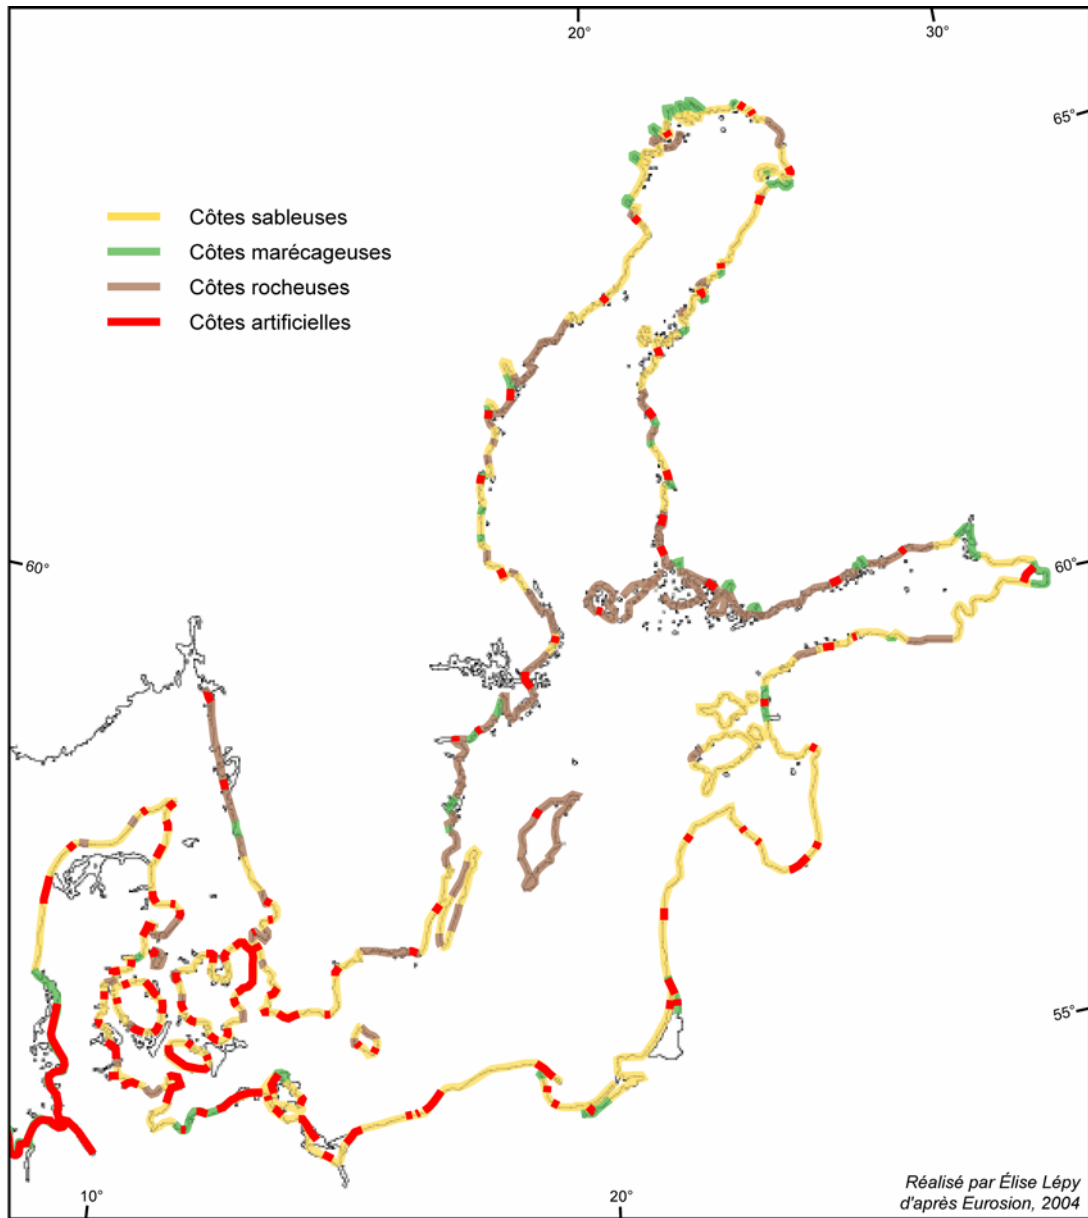 20°
30°
65°
Côtes sableuses
Côtes marécageuses
Côtes rocheuses
Côtes artificielles
60°
60°
55°
Réalisé par Élise Lépy
d'après Eurosion, 2004
10°
20°